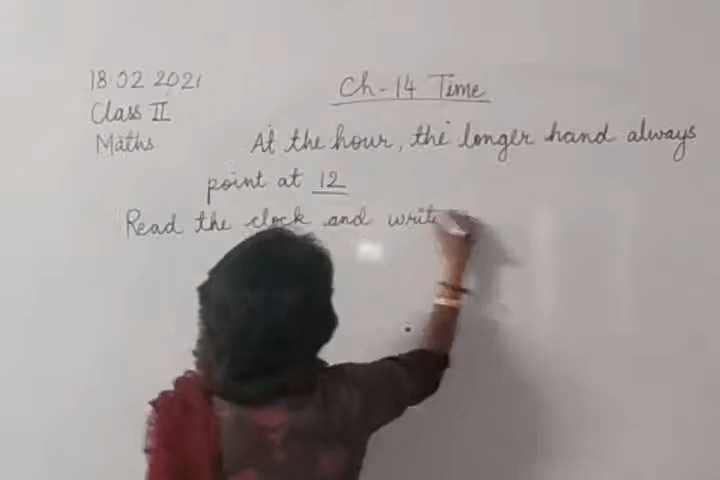 18.02 2021
Ch-14 Time
Class II
Maths
At the hour, the longer hand always
point at 12
Read the clock and write